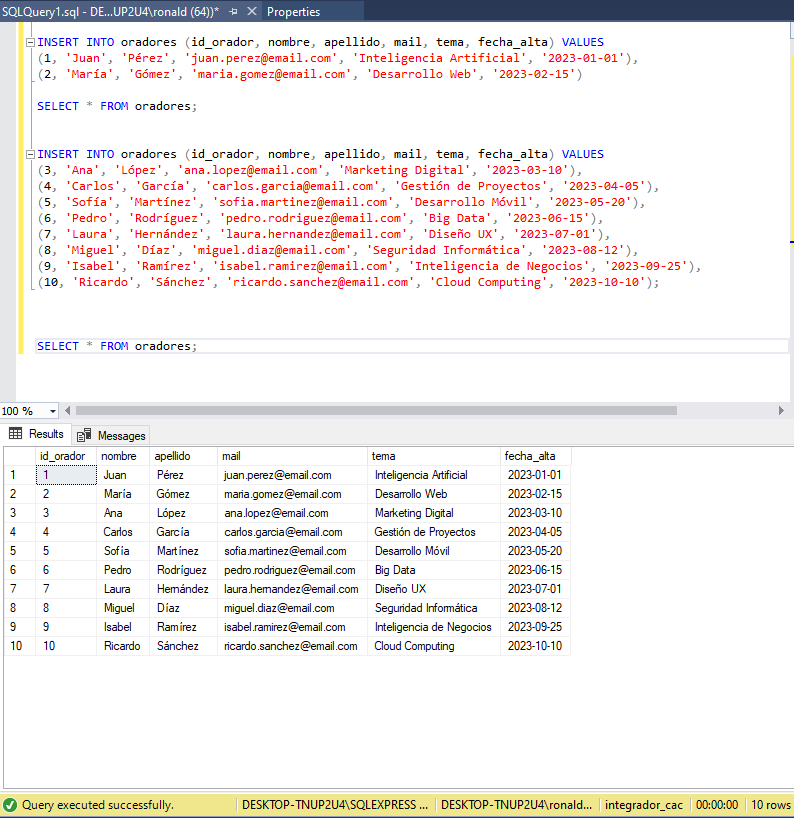 SQLQuery1.sql - DE...UP2U4\ronald (64))* Properties
INSERT INTO oradores (id_orador, nombre, apellido, mail, tema, fecha_alta) VALUES
(1, 'Juan', 'Pérez', 'juan.perez@email.com', 'Inteligencia Artificial', '2023-01-01'),
(2, 'María', 'Gómez', 'maria.gomez@email.com', 'Desarrollo Web', '2023-02-15')
SELECT * FROM oradores;
INSERT INTO oradores (id_orador, nombre, apellido, mail, tema, fecha_alta) VALUES
(3, 'Ana', 'López', 'ana.lopez@email.com', 'Marketing Digital', '2023-03-10'),
(4, 'Carlos', 'García', 'carlos.garcia@email.com', 'Gestión de Proyectos', '2023-04-05'),
(5, 'Sofía', 'Martínez', 'sofia.martinez@email.com', 'Desarrollo Móvil', '2023-05-20'),
(6, 'Pedro', 'Rodríguez', 'pedro.rodriguez@email.com', 'Big Data', '2023-06-15'),
(7, 'Laura', 'Hernández', 'laura.hernandez@email.com', 'Diseño UX', '2023-07-01'),
(8, 'Miguel', 'Díaz', 'miguel.diaz@email.com', 'Seguridad Informática', '2023-08-12'),
(9, 'Isabel', 'Ramírez', 'isabel.ramirez@email.com', 'Inteligencia de Negocios', '2023-09-25'),
(10, 'Ricardo', 'Sánchez', 'ricardo.sanchez@email.com', 'Cloud Computing', '2023-10-10');
SELECT * FROM oradores;
100 %
Results Messages
id_orador nombre apellido mail tema fecha_alta
1 1 Juan Pérez juan.perez@email.com Inteligencia Artificial 2023-01-01
2 2 María Gómez maria.gomez@email.com Desarrollo Web 2023-02-15
3 3 Ana López ana.lopez@email.com Marketing Digital 2023-03-10
4 4 Carlos García carlos.garcia@email.com Gestión de Proyectos 2023-04-05
5 5 Sofía Martínez sofia.martinez@email.com Desarrollo Móvil 2023-05-20
6 6 Pedro Rodríguez pedro.rodriguez@email.com Big Data 2023-06-15
7 7 Laura Hernández laura.hernandez@email.com Diseño UX 2023-07-01
8 8 Miguel Díaz miguel.diaz@email.com Seguridad Informática 2023-08-12
9 9 Isabel Ramírez isabel.ramirez@email.com Inteligencia de Negocios 2023-09-25
10 10 Ricardo Sánchez ricardo.sanchez@email.com Cloud Computing 2023-10-10
Query executed successfully. DESKTOP-TNUP2U4\SQLEXPRESS ... DESKTOP-TNUP2U4\ronald... integrador_cac 00:00:00 10 rows